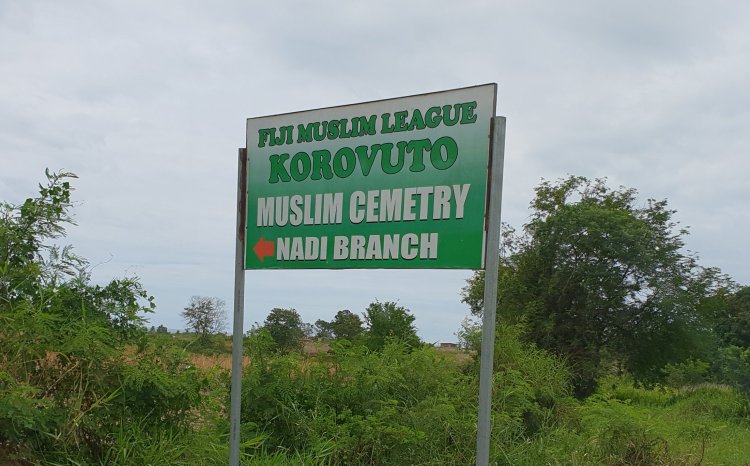 FIJI MUSLIM LEAGUE
KOROVUTO
MUSLIM CEMETRY
NADI BRANCH